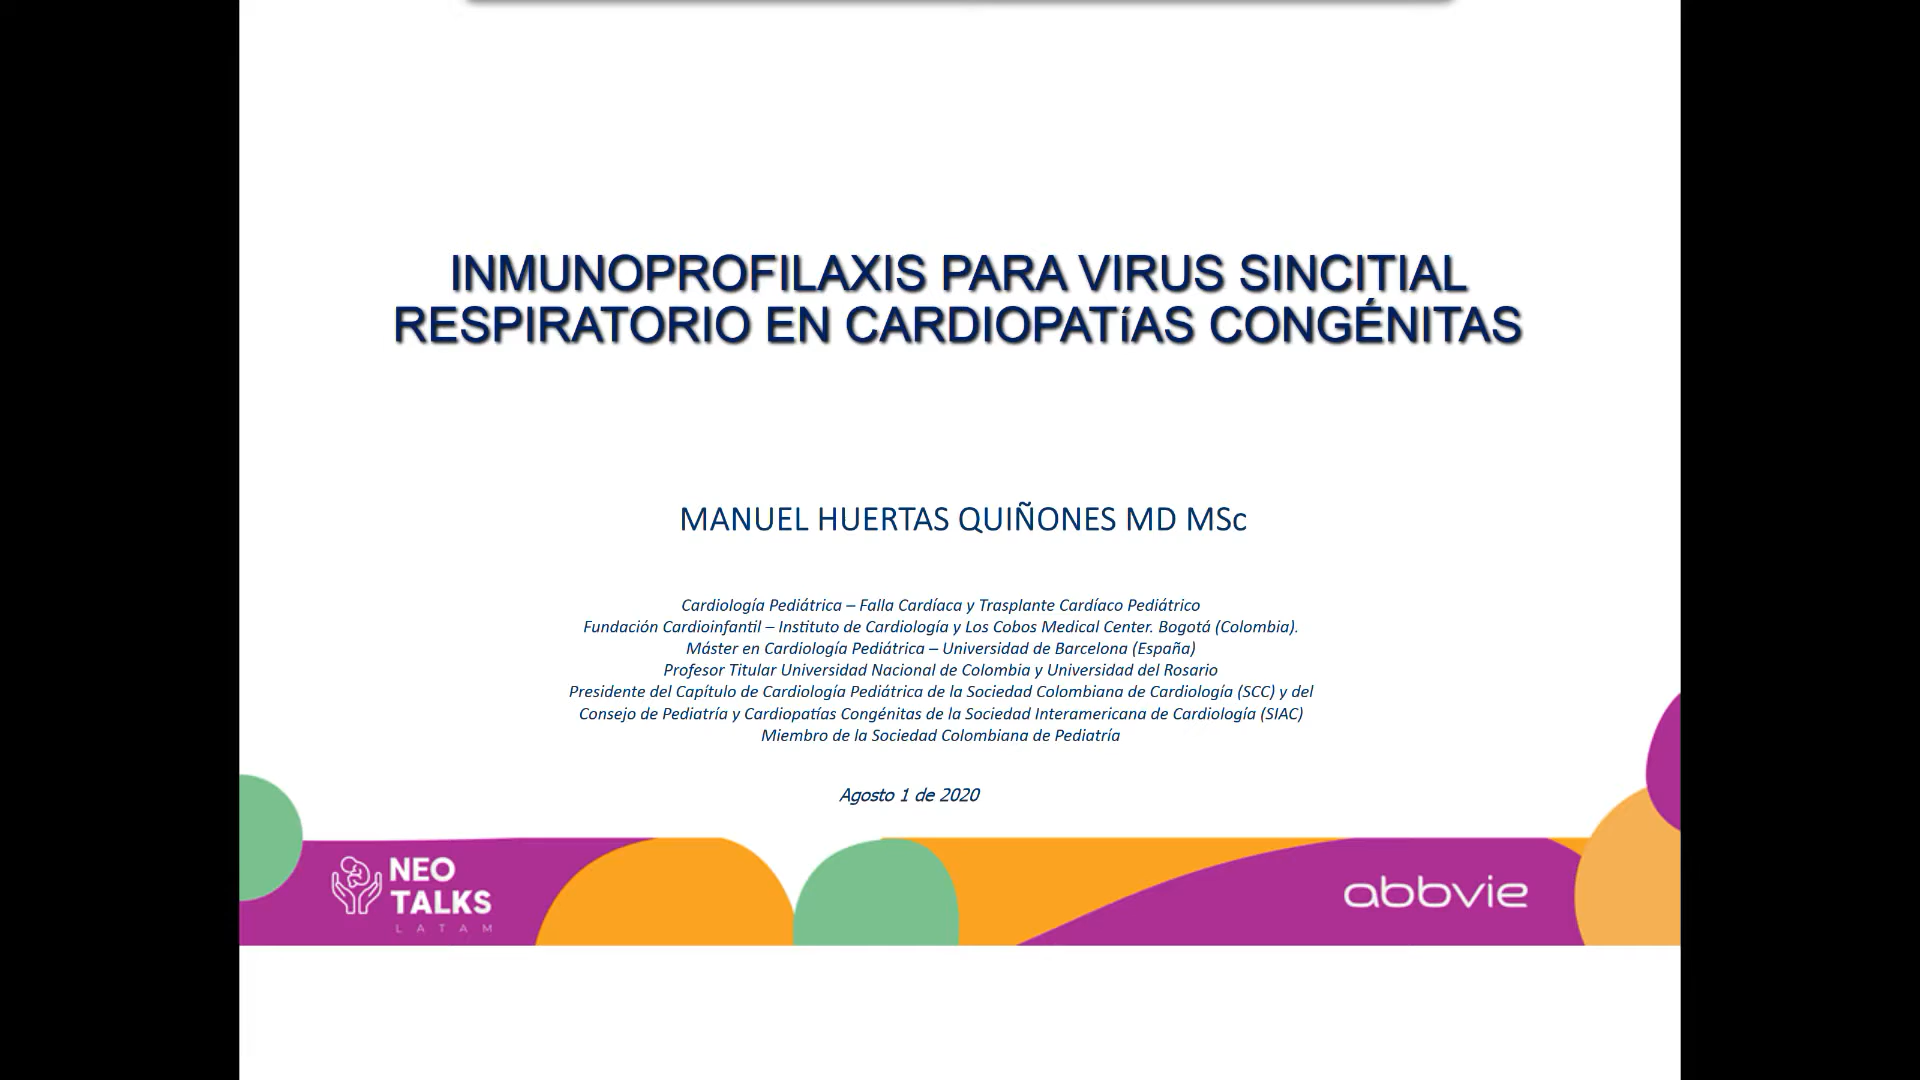 INMUNOPROFILAXIS PARA VIRUS SINCITIAL
RESPIRATORIO EN CARDIOPATíAS CONGÉNITAS
MANUEL HUERTAS QUIÑONES MD MSc
Cardiología Pediátrica – Falla Cardíaca y Trasplante Cardíaco Pediátrico
Fundación Cardioinfantil – Instituto de Cardiología y Los Cobos Medical Center. Bogotá (Colombia).
Máster en Cardiología Pediátrica – Universidad de Barcelona (España)
Profesor Titular Universidad Nacional de Colombia y Universidad del Rosario
Presidente del Capítulo de Cardiología Pediátrica de la Sociedad Colombiana de Cardiología (SCC) y del
Consejo de Pediatría y Cardiopatías Congénitas de la Sociedad Interamericana de Cardiología (SIAC)
Miembro de la Sociedad Colombiana de Pediatría
Agosto 1 de 2020
NEO
TALKS
LATAM
abbvie